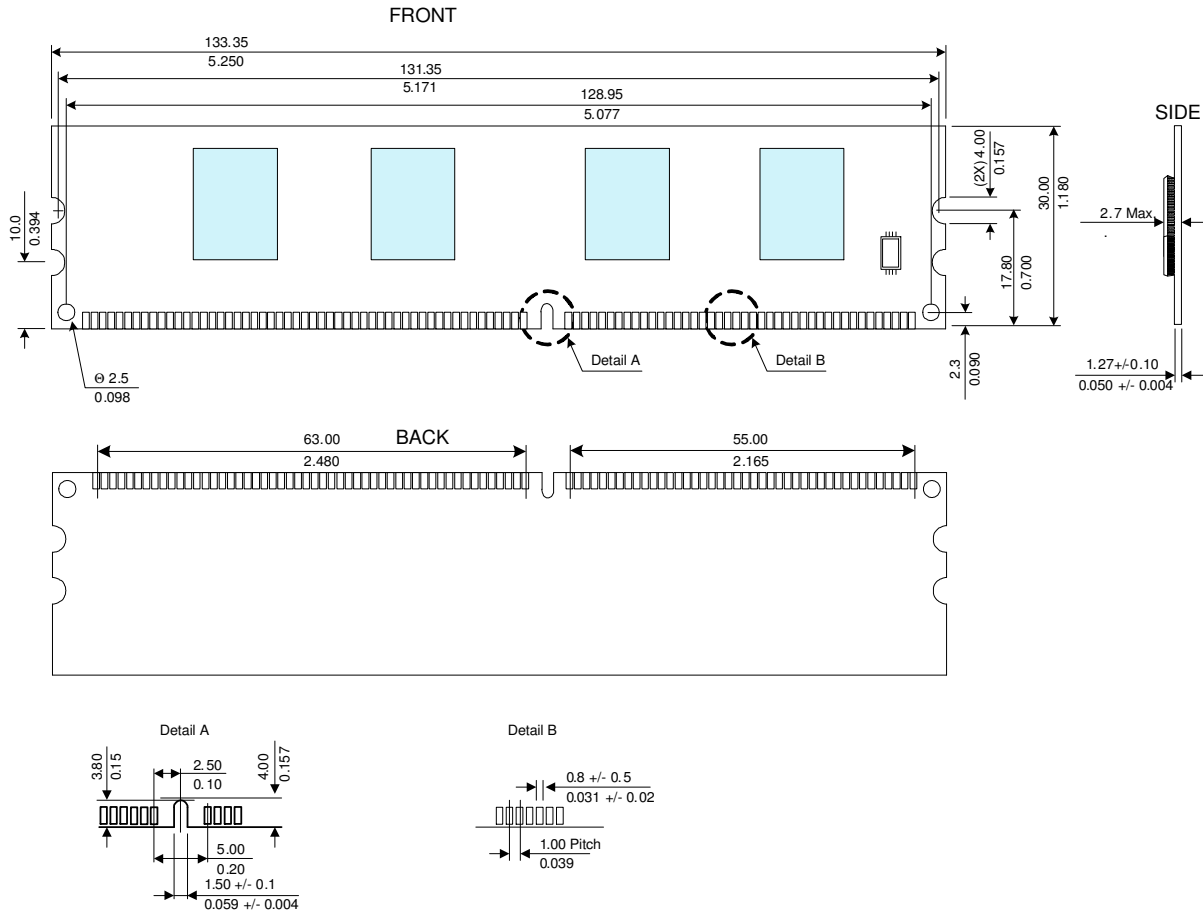 FRONT
133.35
5.250
131.35
5.171
128.95
5.077
SIDE
(2X) 4.00
0.157
30.00
1.180
10.0
0.394
2.7 Max
.
17.80
0.700
Detail A
Detail B
2.3
0.090
1.27+/-0.10
0.050 +/- 0.004
Θ 2.5
0.098
63.00
2.480
BACK
55.00
2.165
Detail A
3.80
0.15
2.50
0.10
4.00
0.157
5.00
0.20
1.50 +/- 0.1
0.059 +/- 0.004
Detail B
0.8 +/- 0.5
0.031 +/- 0.02
1.00 Pitch
0.039